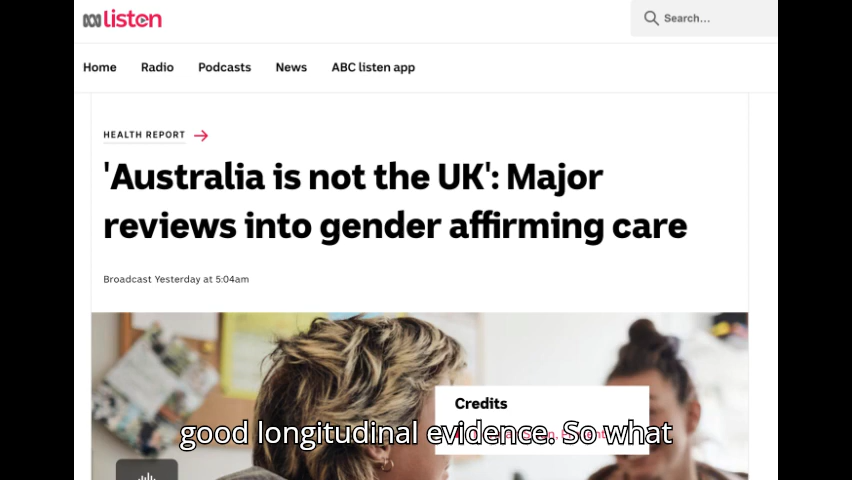 listen
Search...
Home Radio Podcasts News ABC listen app
HEALTH REPORT
'Australia is not the UK': Major
reviews into gender affirming care
Broadcast Yesterday at 5:04am
Credits
good longitudinal evidence. So what